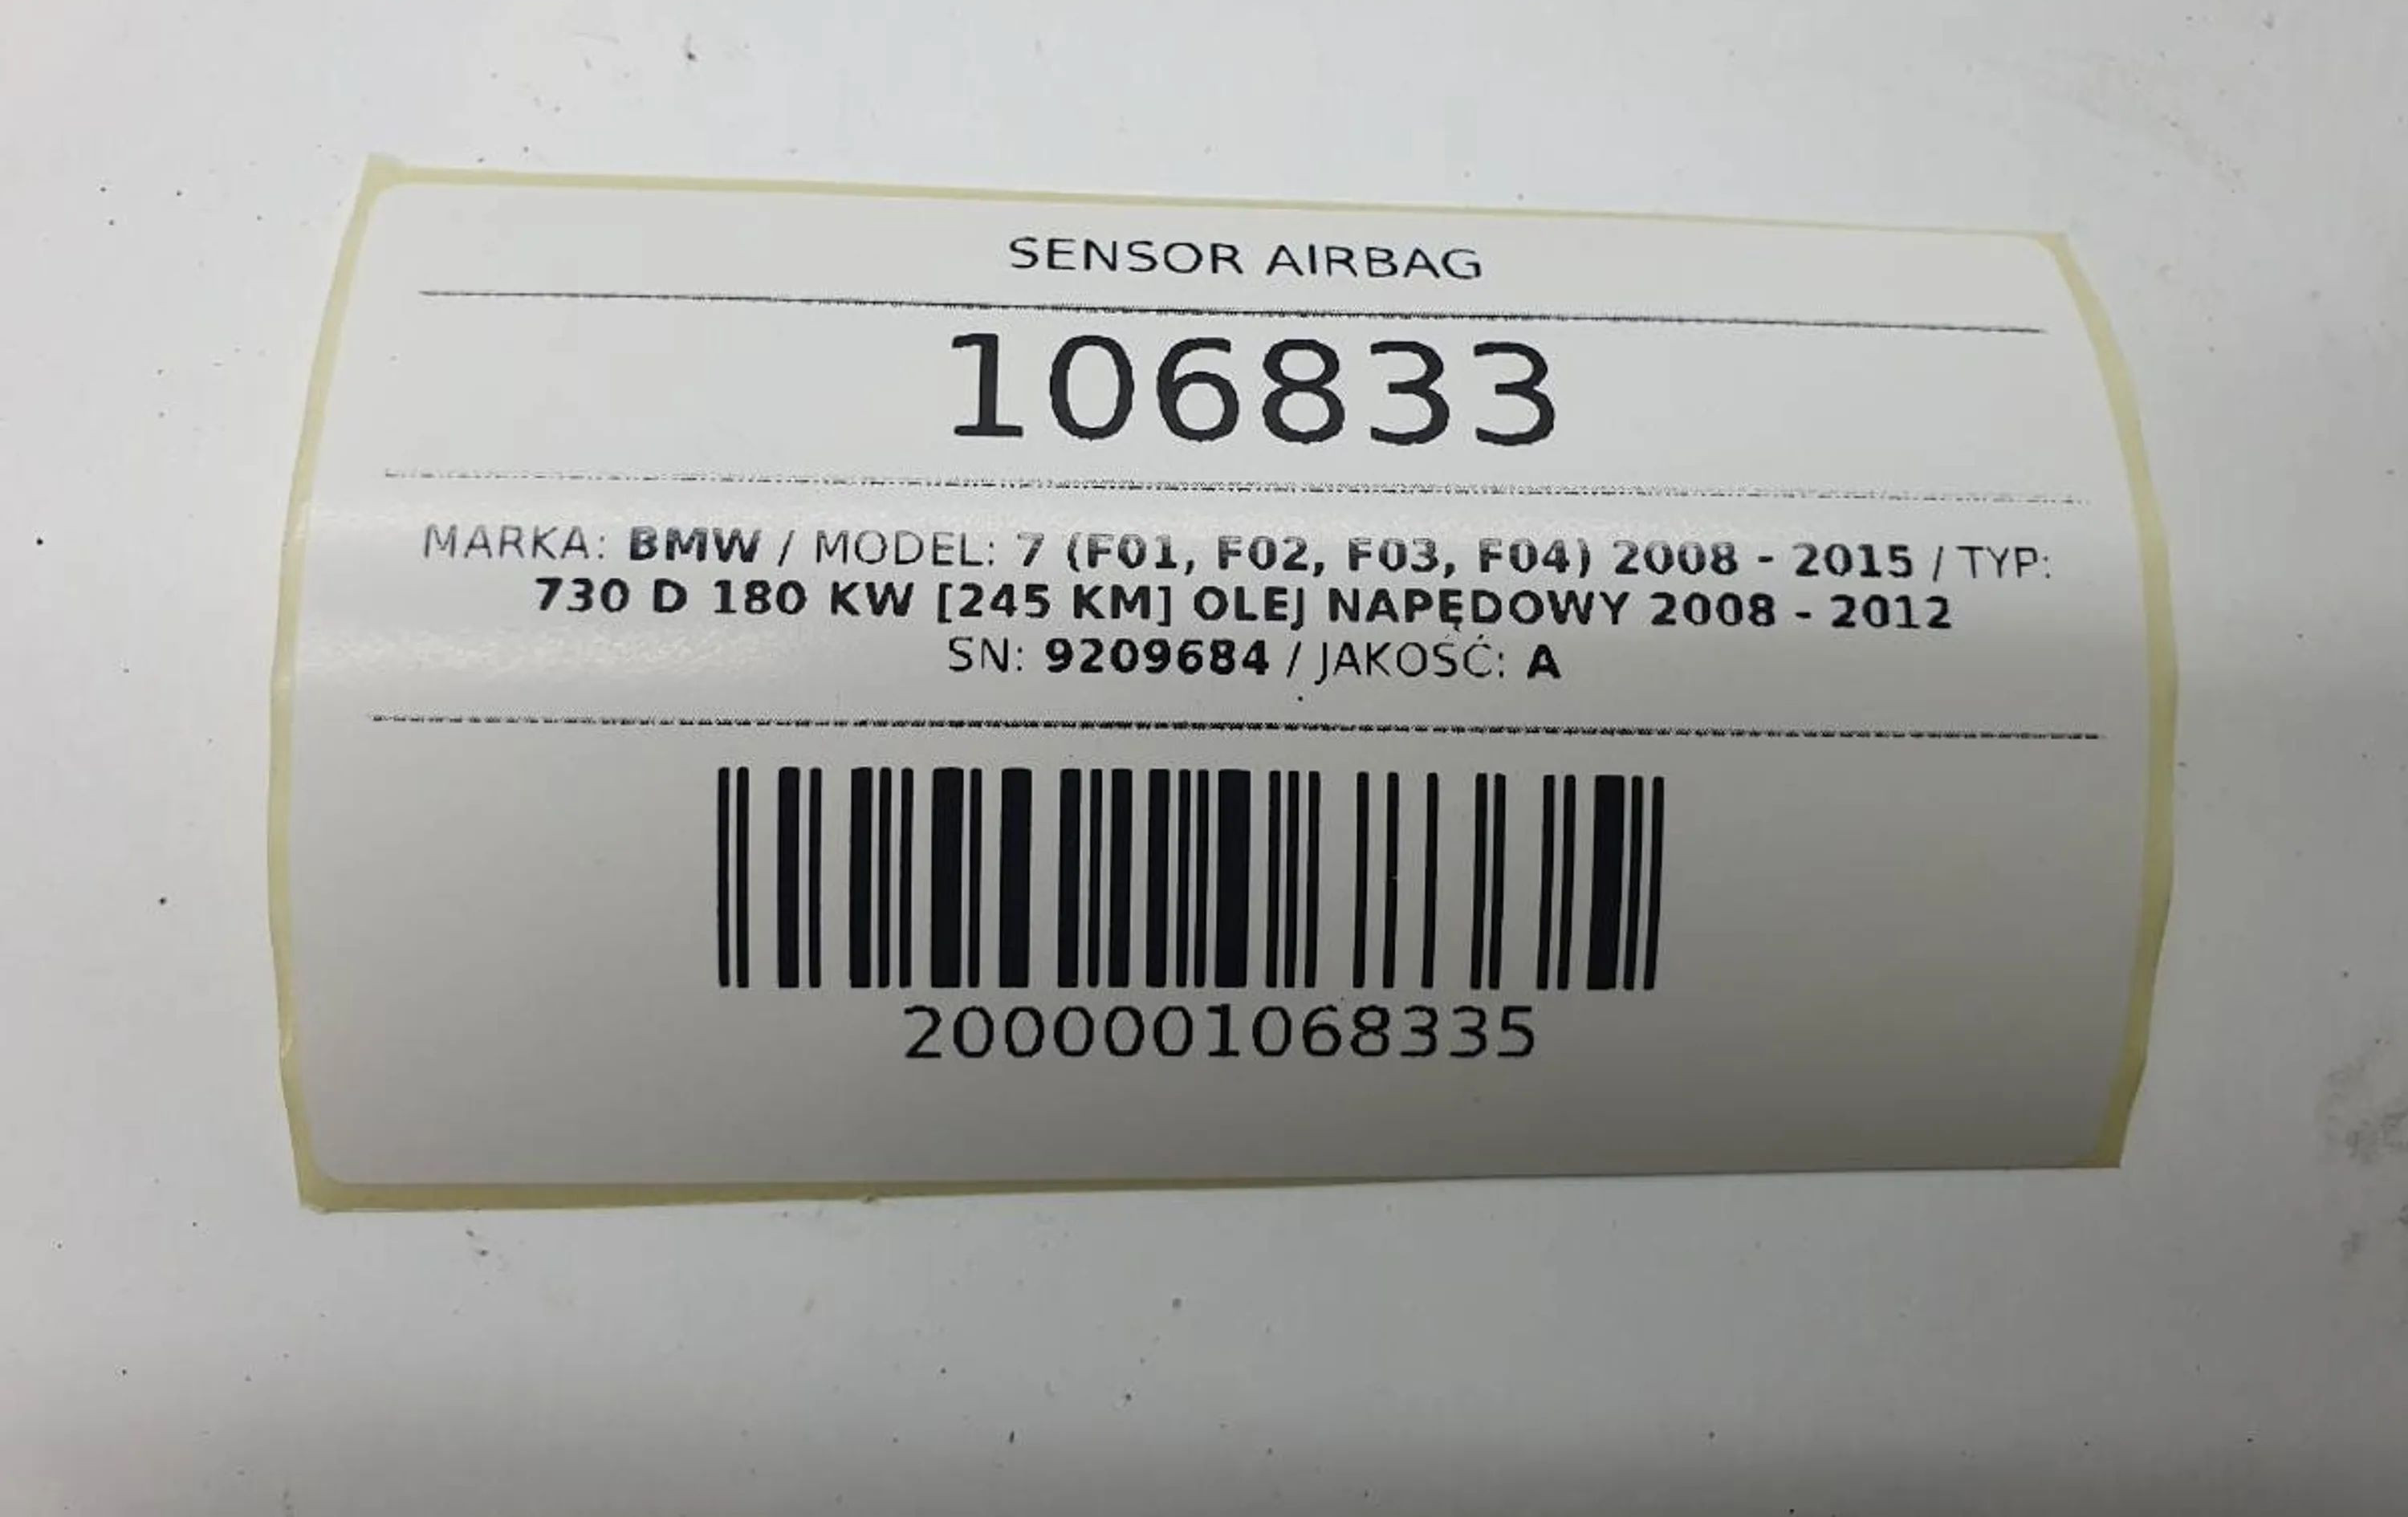 SENSOR AIRBAG
106833
MARKA: BMW / MODEL: 7 (F01, F02, F03, F04) 2008 - 2015 / TYP:
730 D 180 KW [245 KM] OLEJ NAPĘDOWY 2008 - 2012
SN: 9209684 / JAKOŚĆ: A
2000001068335